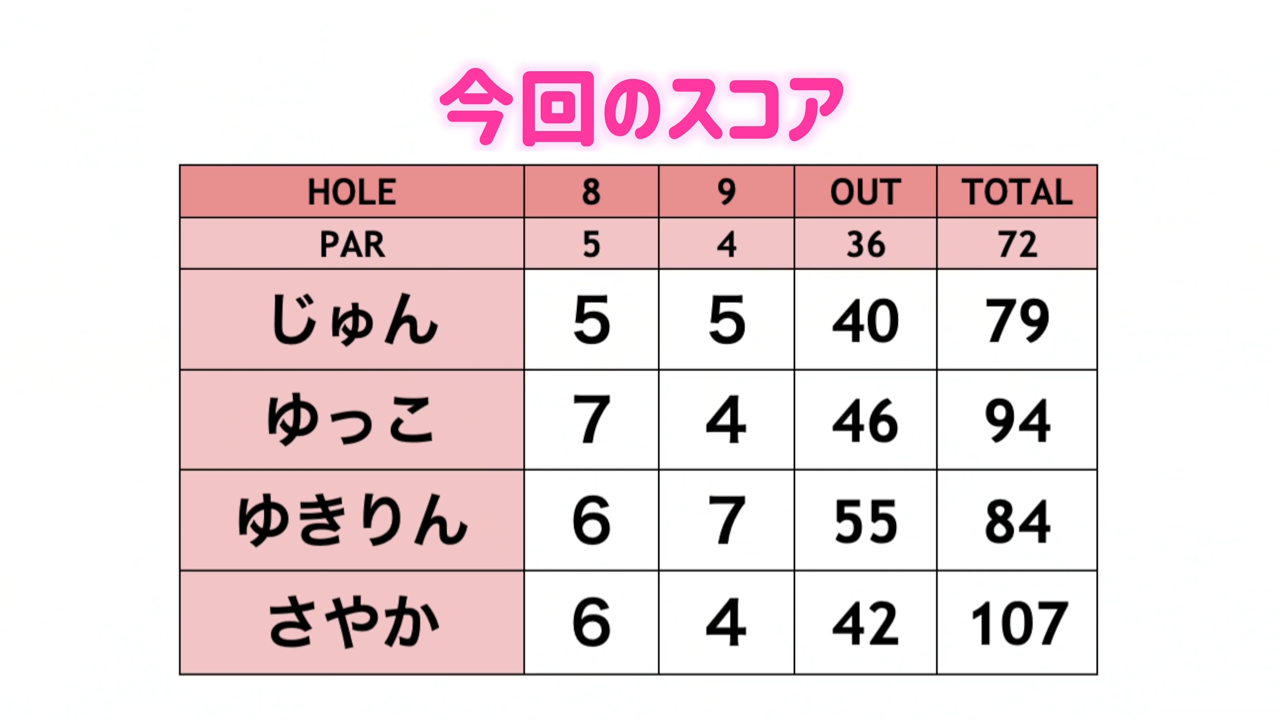 今回のスコア
HOLE 8 9 OUT TOTAL
PAR 5 4 36 72
じゅん 5 5 40 79
ゆっこ 7 4 46 94
ゆきりん 6 7 55 84
さやか 6 4 42 107